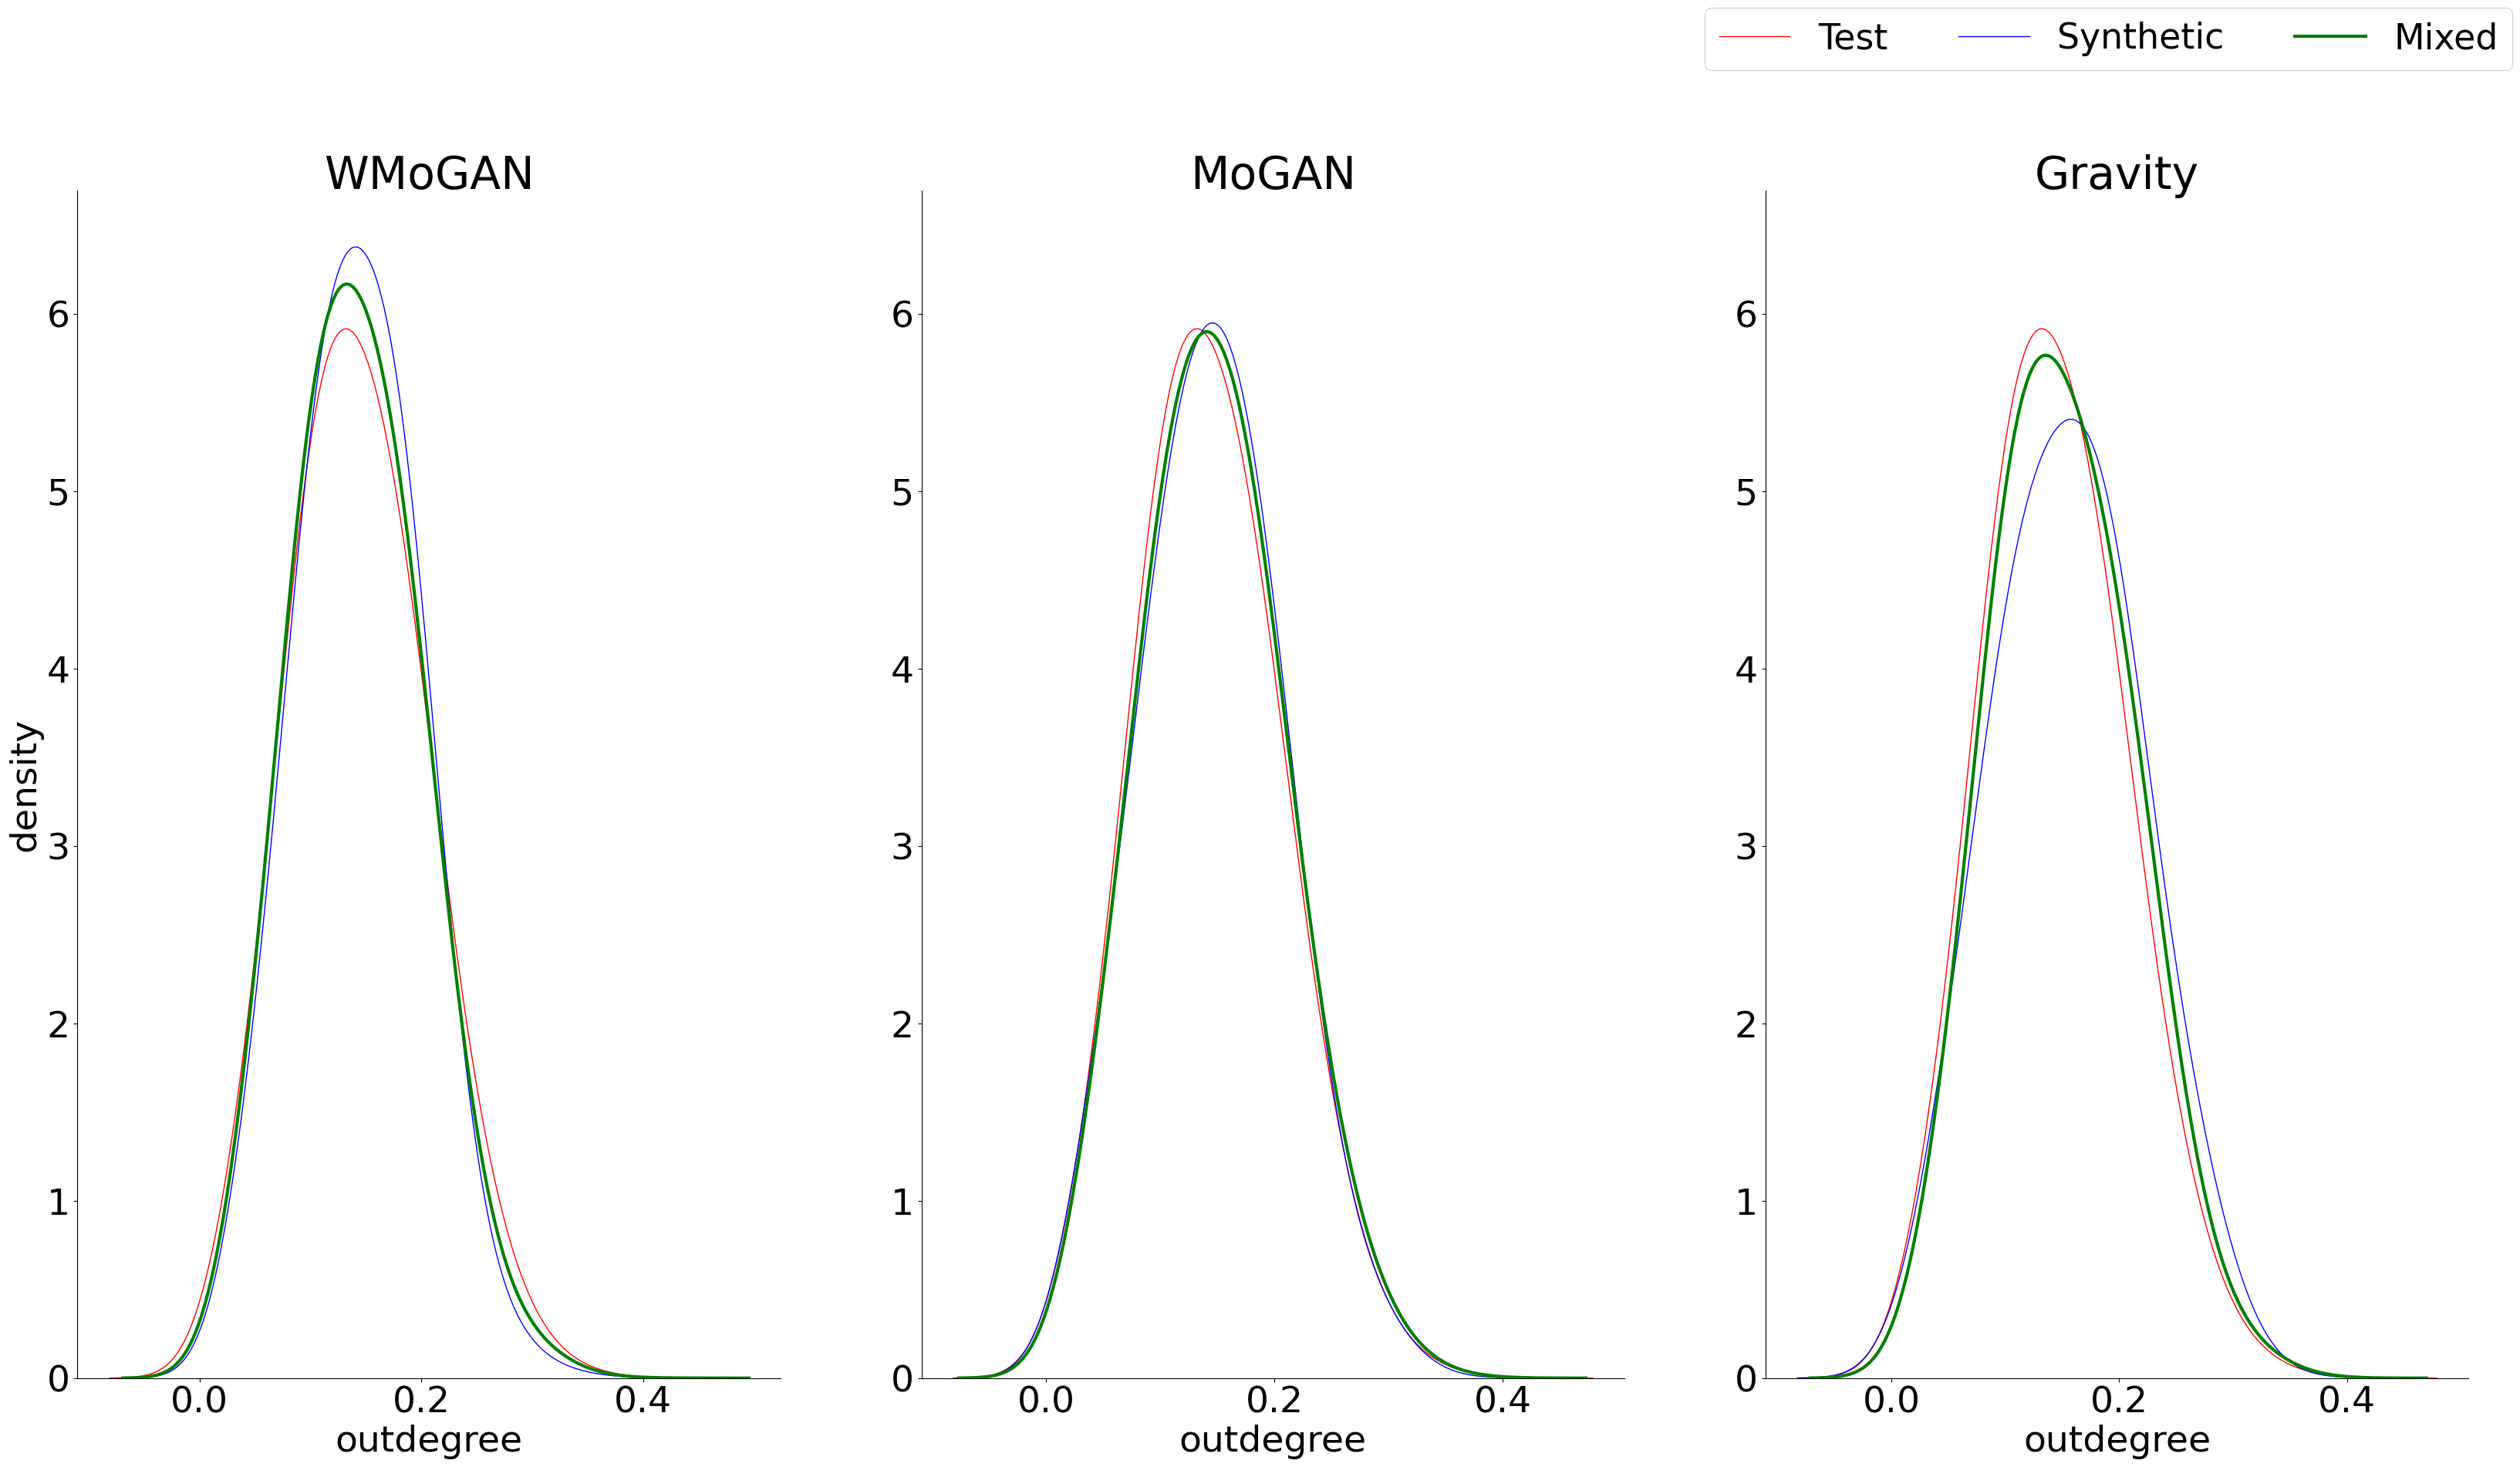 Test Synthetic Mixed
WMoGAN MoGAN Gravity
density
6 6 6
5 5 5
4 4 4
3 3 3
2 2 2
1 1 1
0 0 0
0.0 0.2 0.4 0.0 0.2 0.4 0.0 0.2 0.4
outdegree outdegree outdegree